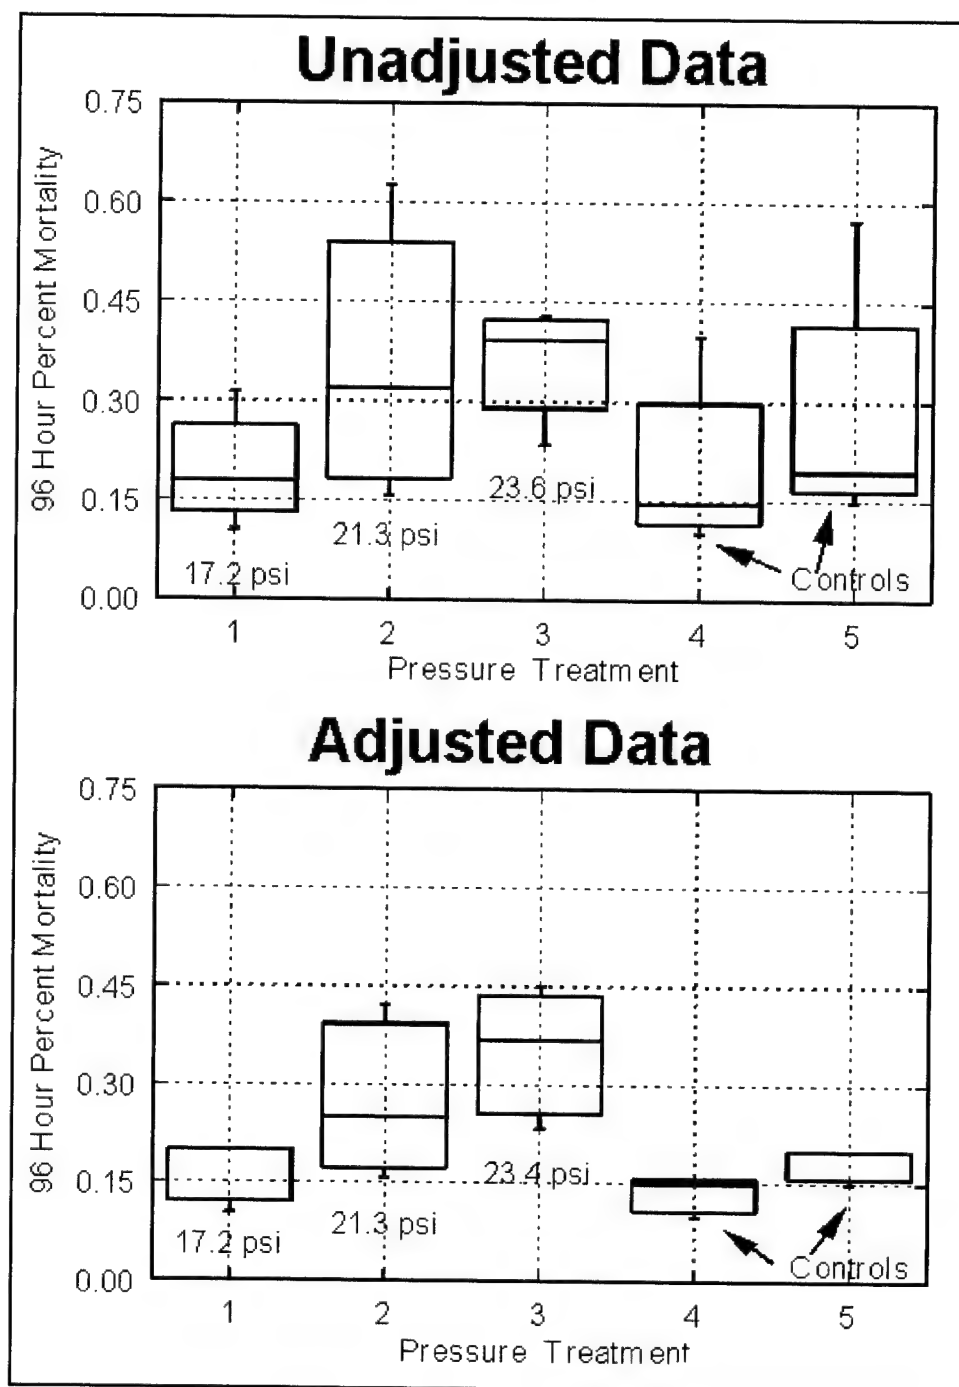 Unadjusted Data
96 Hour Percent Mortality
0.75
0.60
0.45
0.30
0.15
0.00
17.2 psi
21.3 psi
23.6 psi
Controls
1 2 3 4 5
Pressure Treatment
Adjusted Data
96 Hour Percent Mortality
0.75
0.60
0.45
0.30
0.15
0.00
17.2 psi
21.3 psi
23.4 psi
Controls
1 2 3 4 5
Pressure Treatment